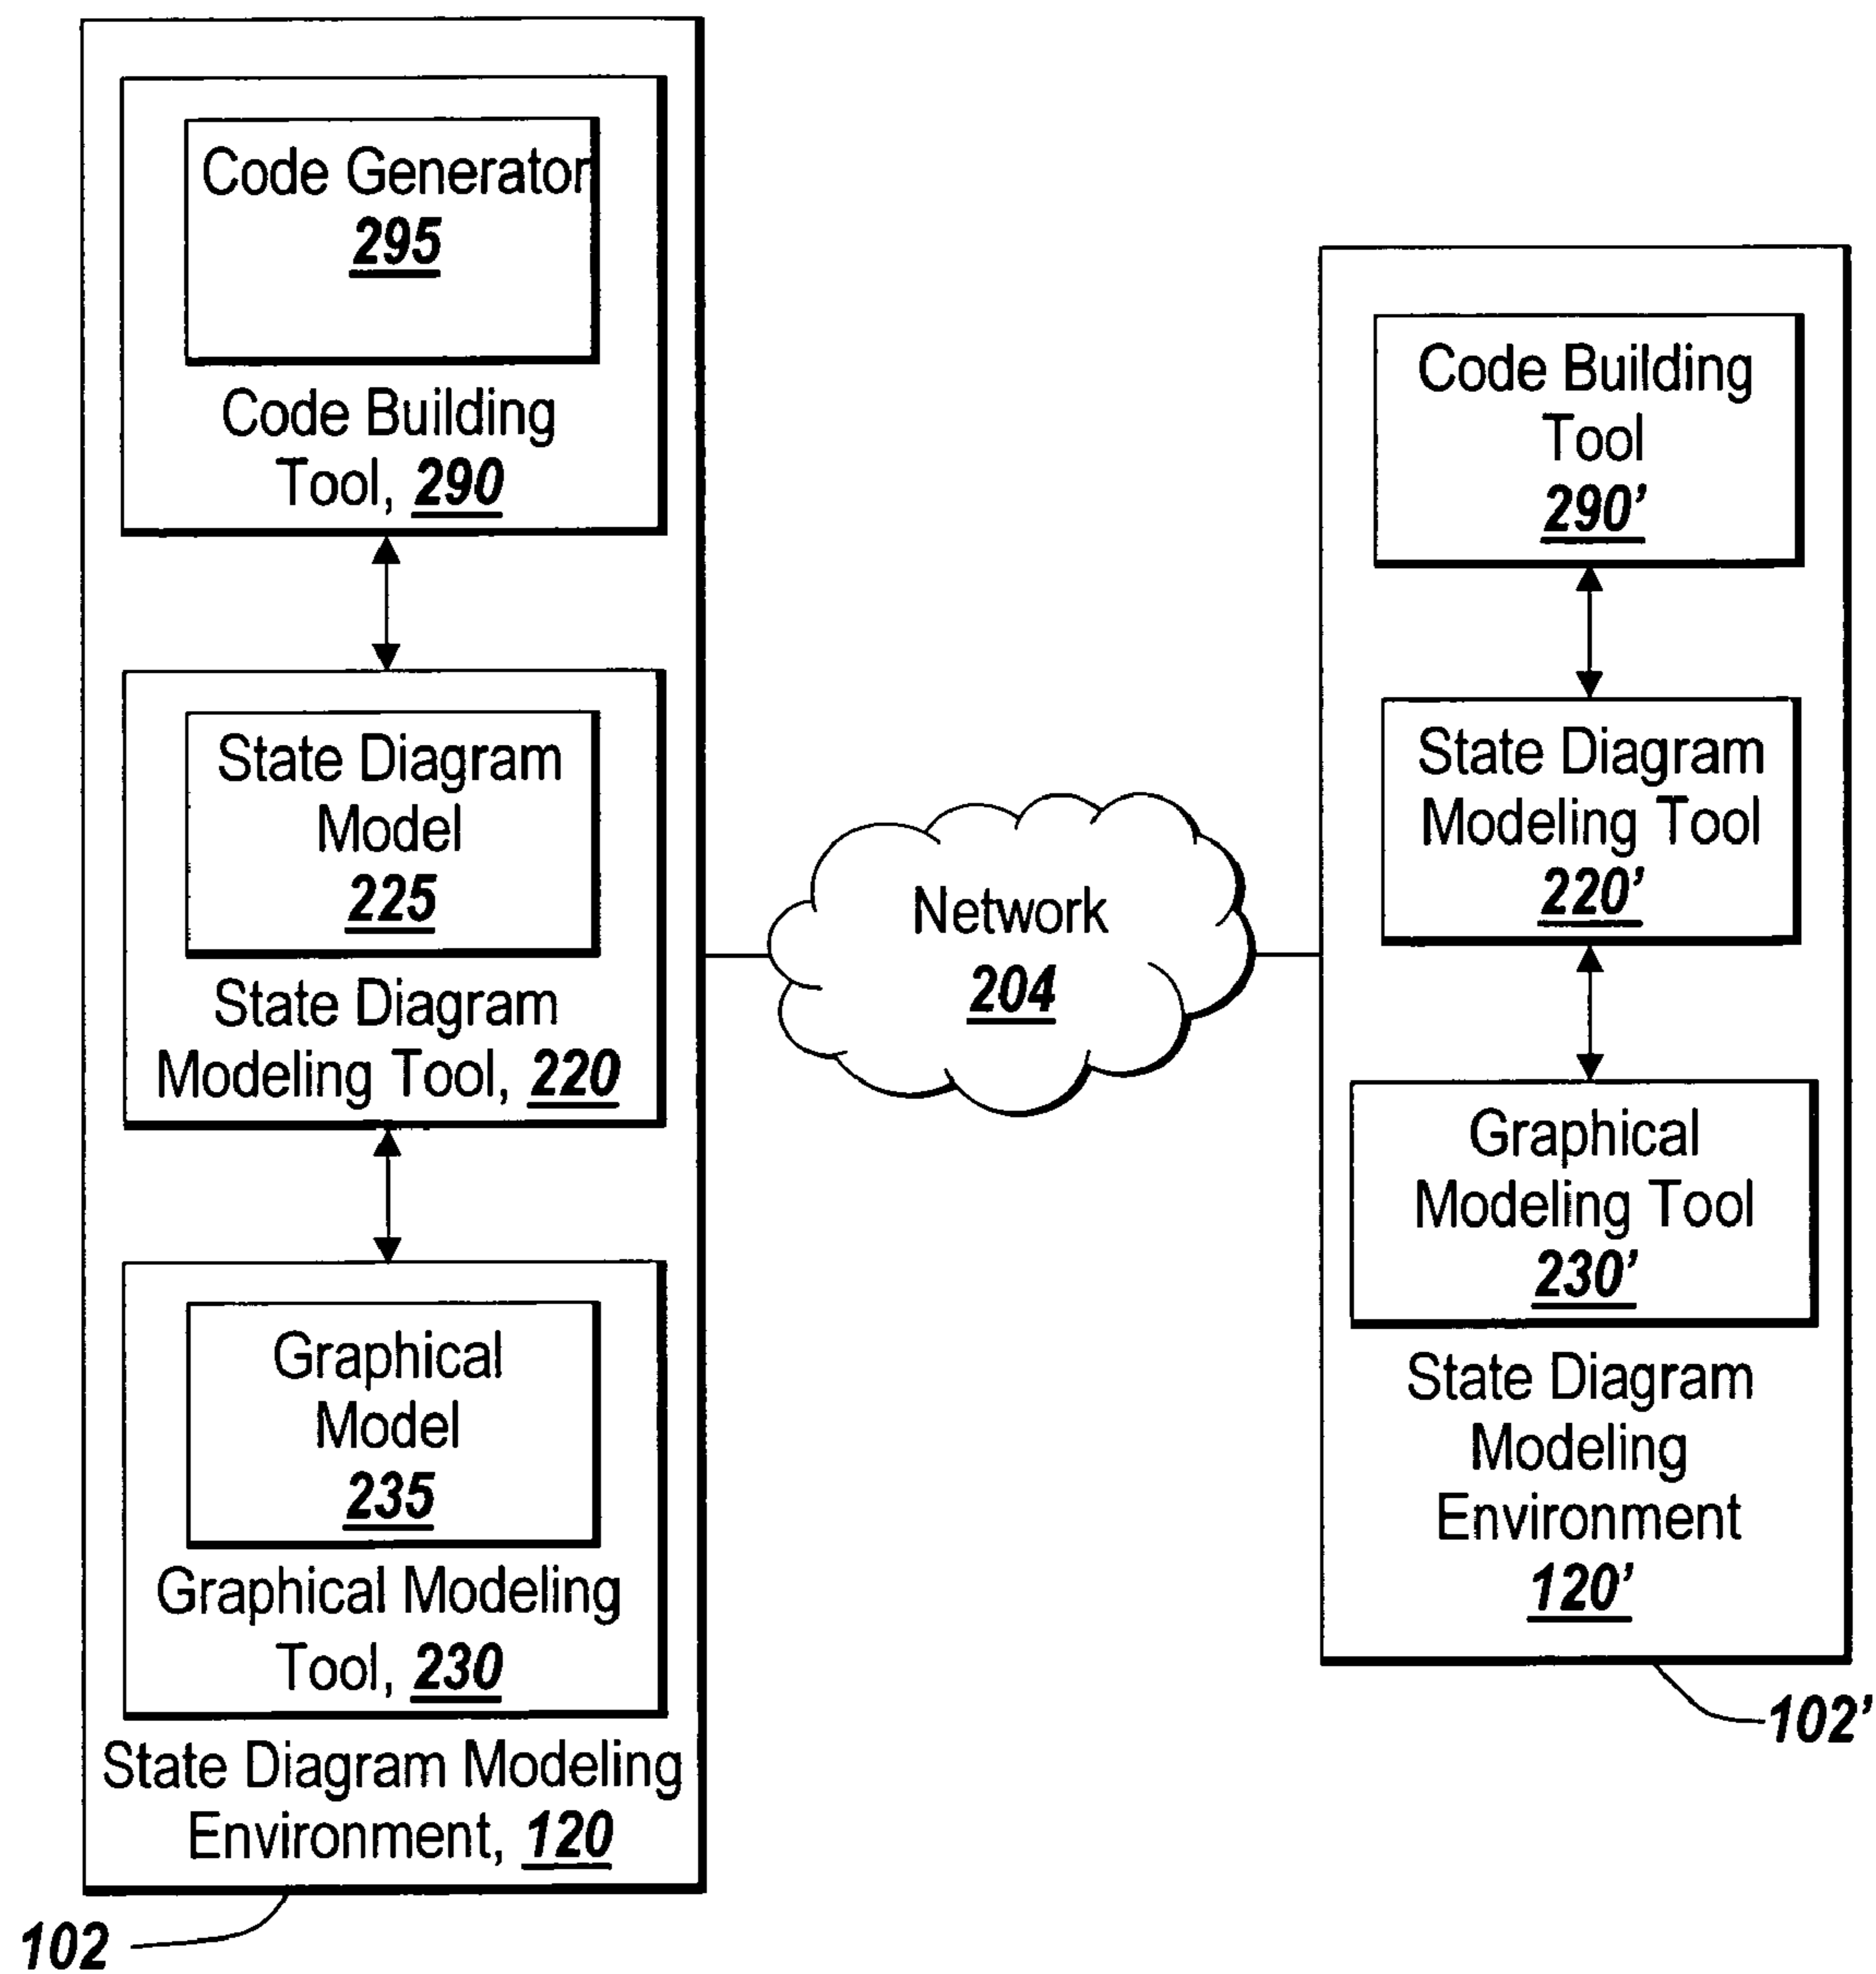 Code Generator
295
Code Building
Tool, 290
State Diagram
Model
225
State Diagram
Modeling Tool, 220
Graphical
Model
235
Graphical Modeling
Tool, 230
State Diagram Modeling
Environment, 120
102
Network
204
Code Building
Tool
290’
State Diagram
Modeling Tool
220’
Graphical
Modeling Tool
230’
State Diagram
Modeling
Environment
120’
102’